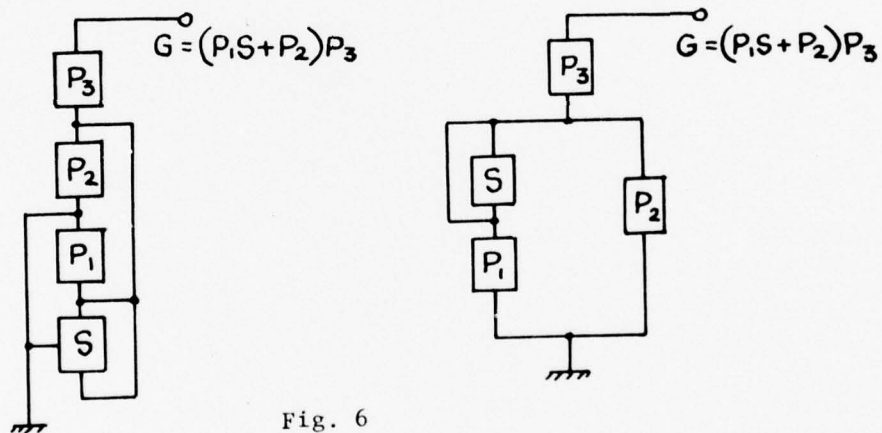 G = (P₁S + P₂)P₃
P₃
P₂
P₁
S
G = (P₁S + P₂)P₃
P₃
S
P₂
P₁
Fig. 6